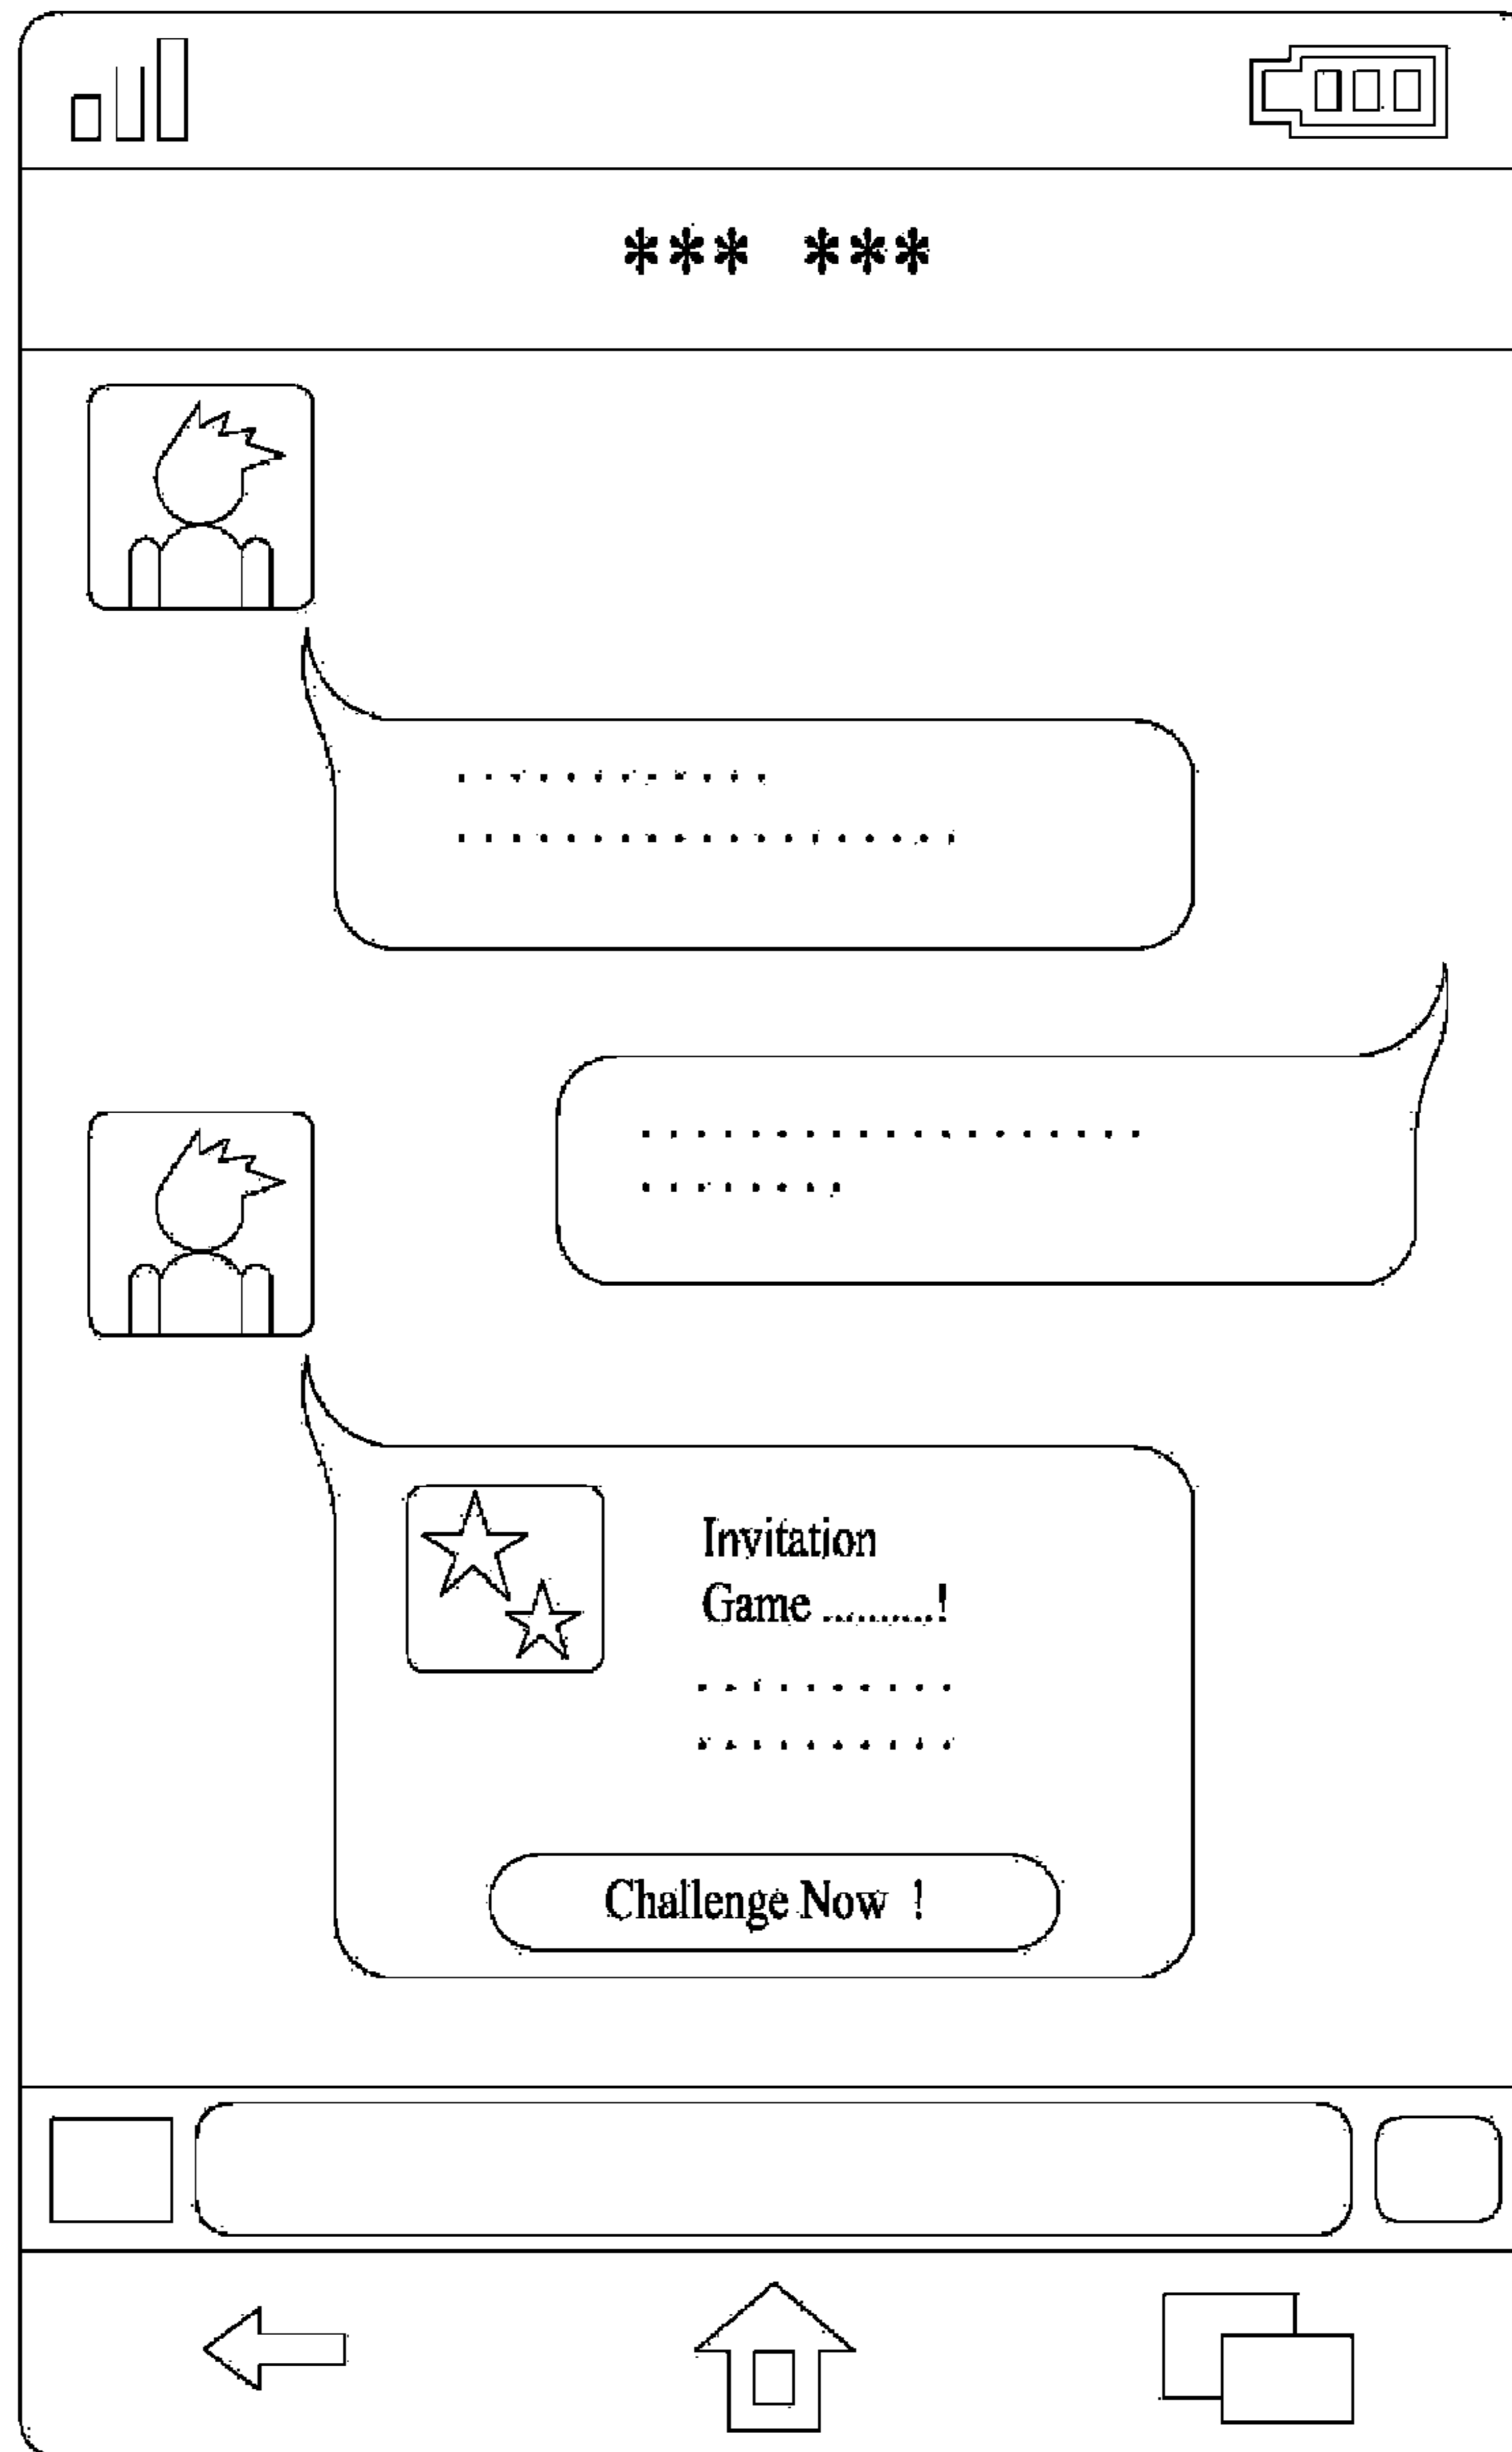 *** ***
............
...................
...................
........
Invitation
Game ..........!
..........
..........
Challenge Now !